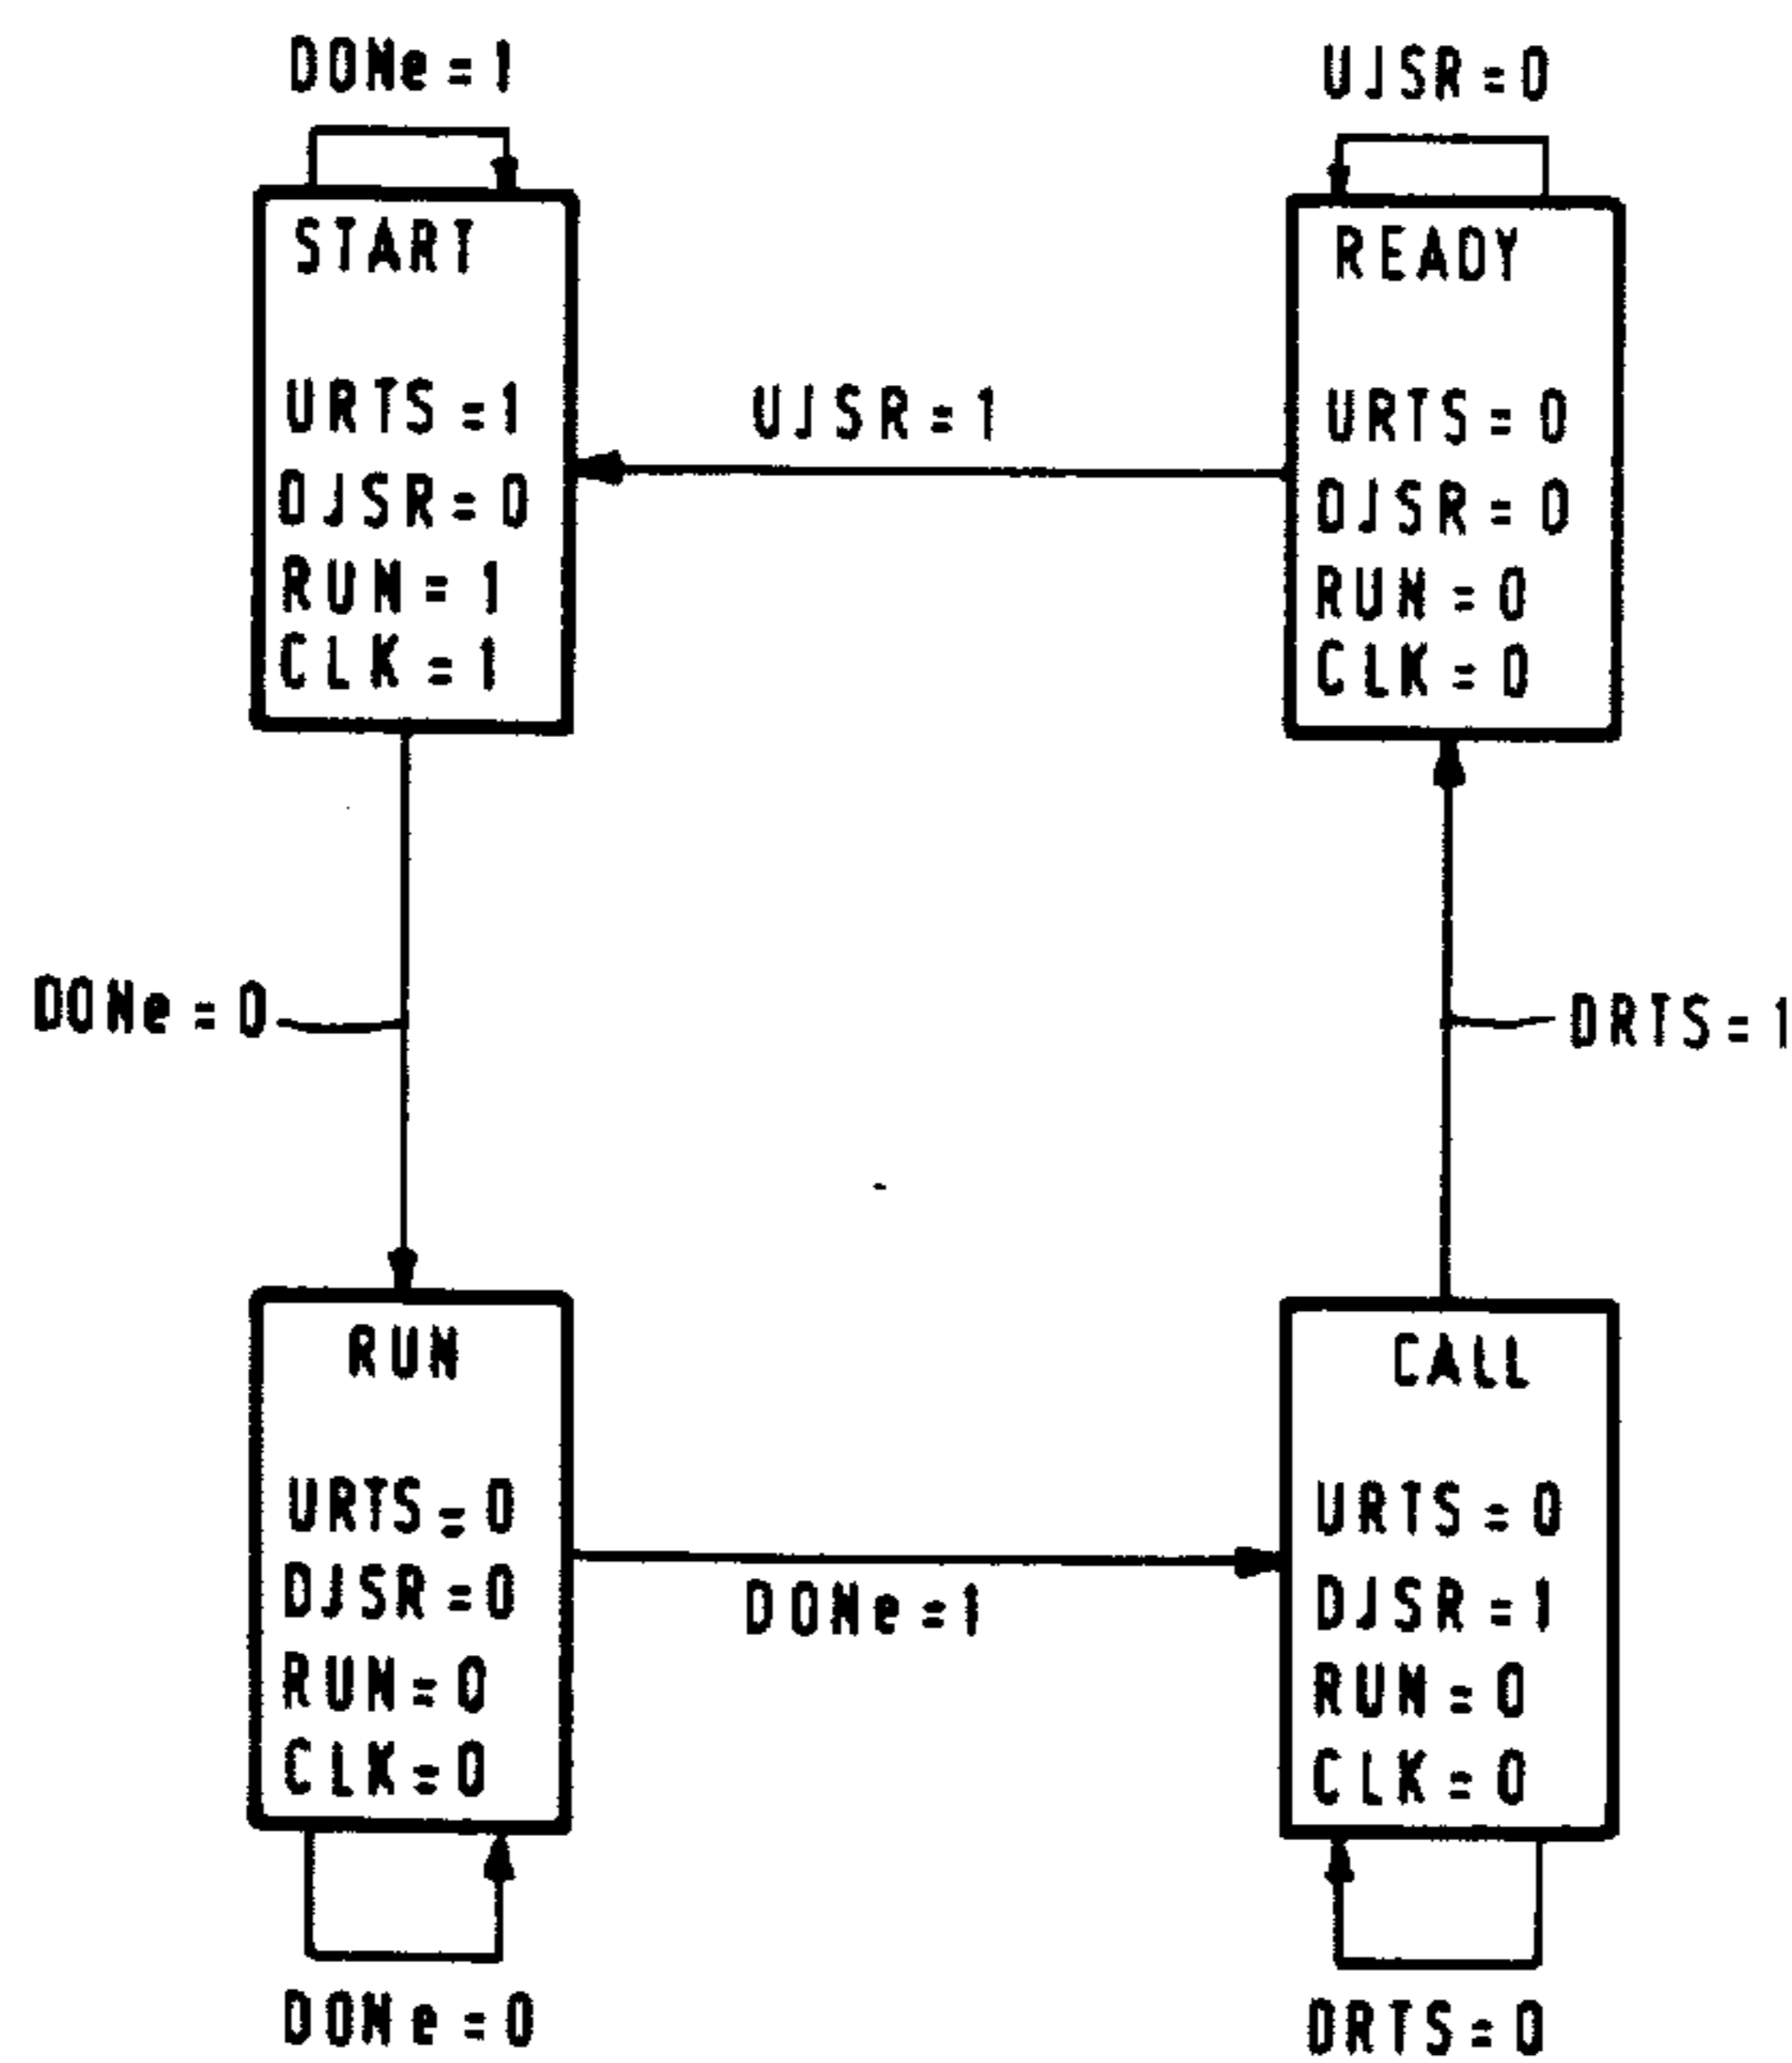 DONe=1
START
URTS=1
DJSR=0
RUN=1
CLK=1
UJSR=0
READY
URTS=0
DJSR=0
RUN=0
CLK=0
UJSR=1
DONe=0
DRTS=1
RUN
URTS=0
DJSR=0
RUN=0
CLK=0
DONe=0
DONe=1
CALL
URTS=0
DJSR=1
RUN=0
CLK=0
DRTS=0